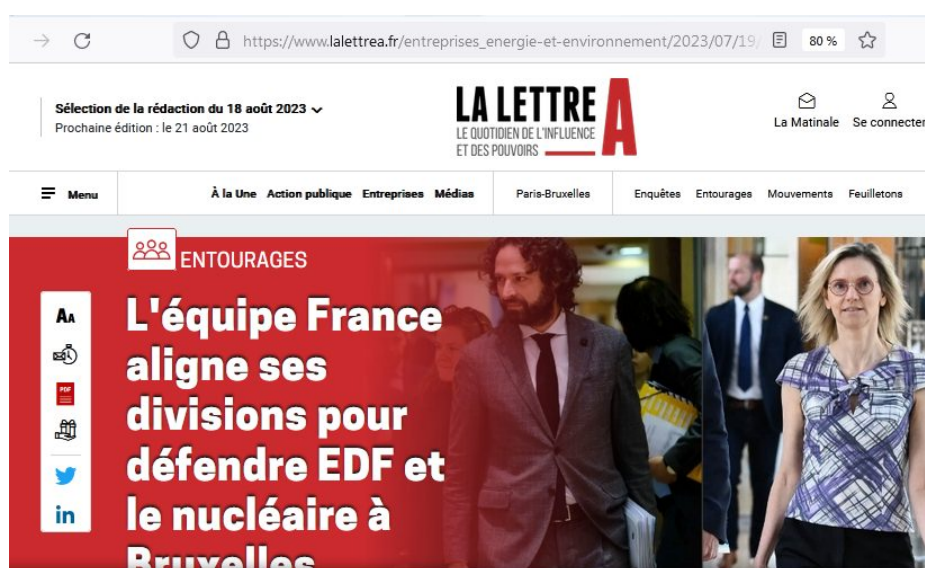 https://www.lalettrea.fr/entreprises_energie-et-environnement/2023/07/19/
80 %
Sélection de la rédaction du 18 août 2023
Prochaine édition : le 21 août 2023
LA LETTRE A
LE QUOTIDIEN DE L'INFLUENCE
ET DES POUVOIRS
La Matinale
Se connecter
Menu
À la Une
Action publique
Entreprises
Médias
Paris-Bruxelles
Enquêtes
Entourages
Mouvements
Feuilletons
ENTOURAGES
AA
PDF
in
L'équipe France
aligne ses
divisions pour
défendre EDF et
le nucléaire à
Bruxelles